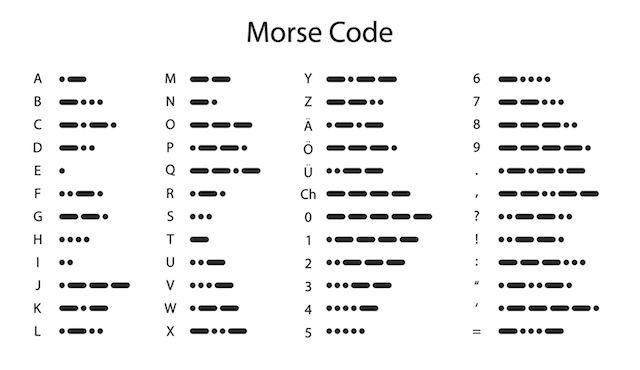 Morse Code
A •—
B —•••
C —•—•
D —••
E •
F ••—•
G ——•
H ••••
I ••
J •———
K —•—
L •—••
M ——
N —•
O ———
P •——•
Q ——•—
R •—•
S •••
T —
U ••—
V •••—
W •——
X —••—
Y —•——
Z ——••
Ä •—•—
Ö ———•
Ü ••——
Ch ————
0 —————
1 •————
2 ••———
3 •••——
4 ••••—
5 •••••
6 —••••
7 ——•••
8 ———••
9 ————•
. •—•—•—
, ——••——
? ••——••
! ••——•
: ———•••
“ •—••—•
‘ •————•
= —•••—